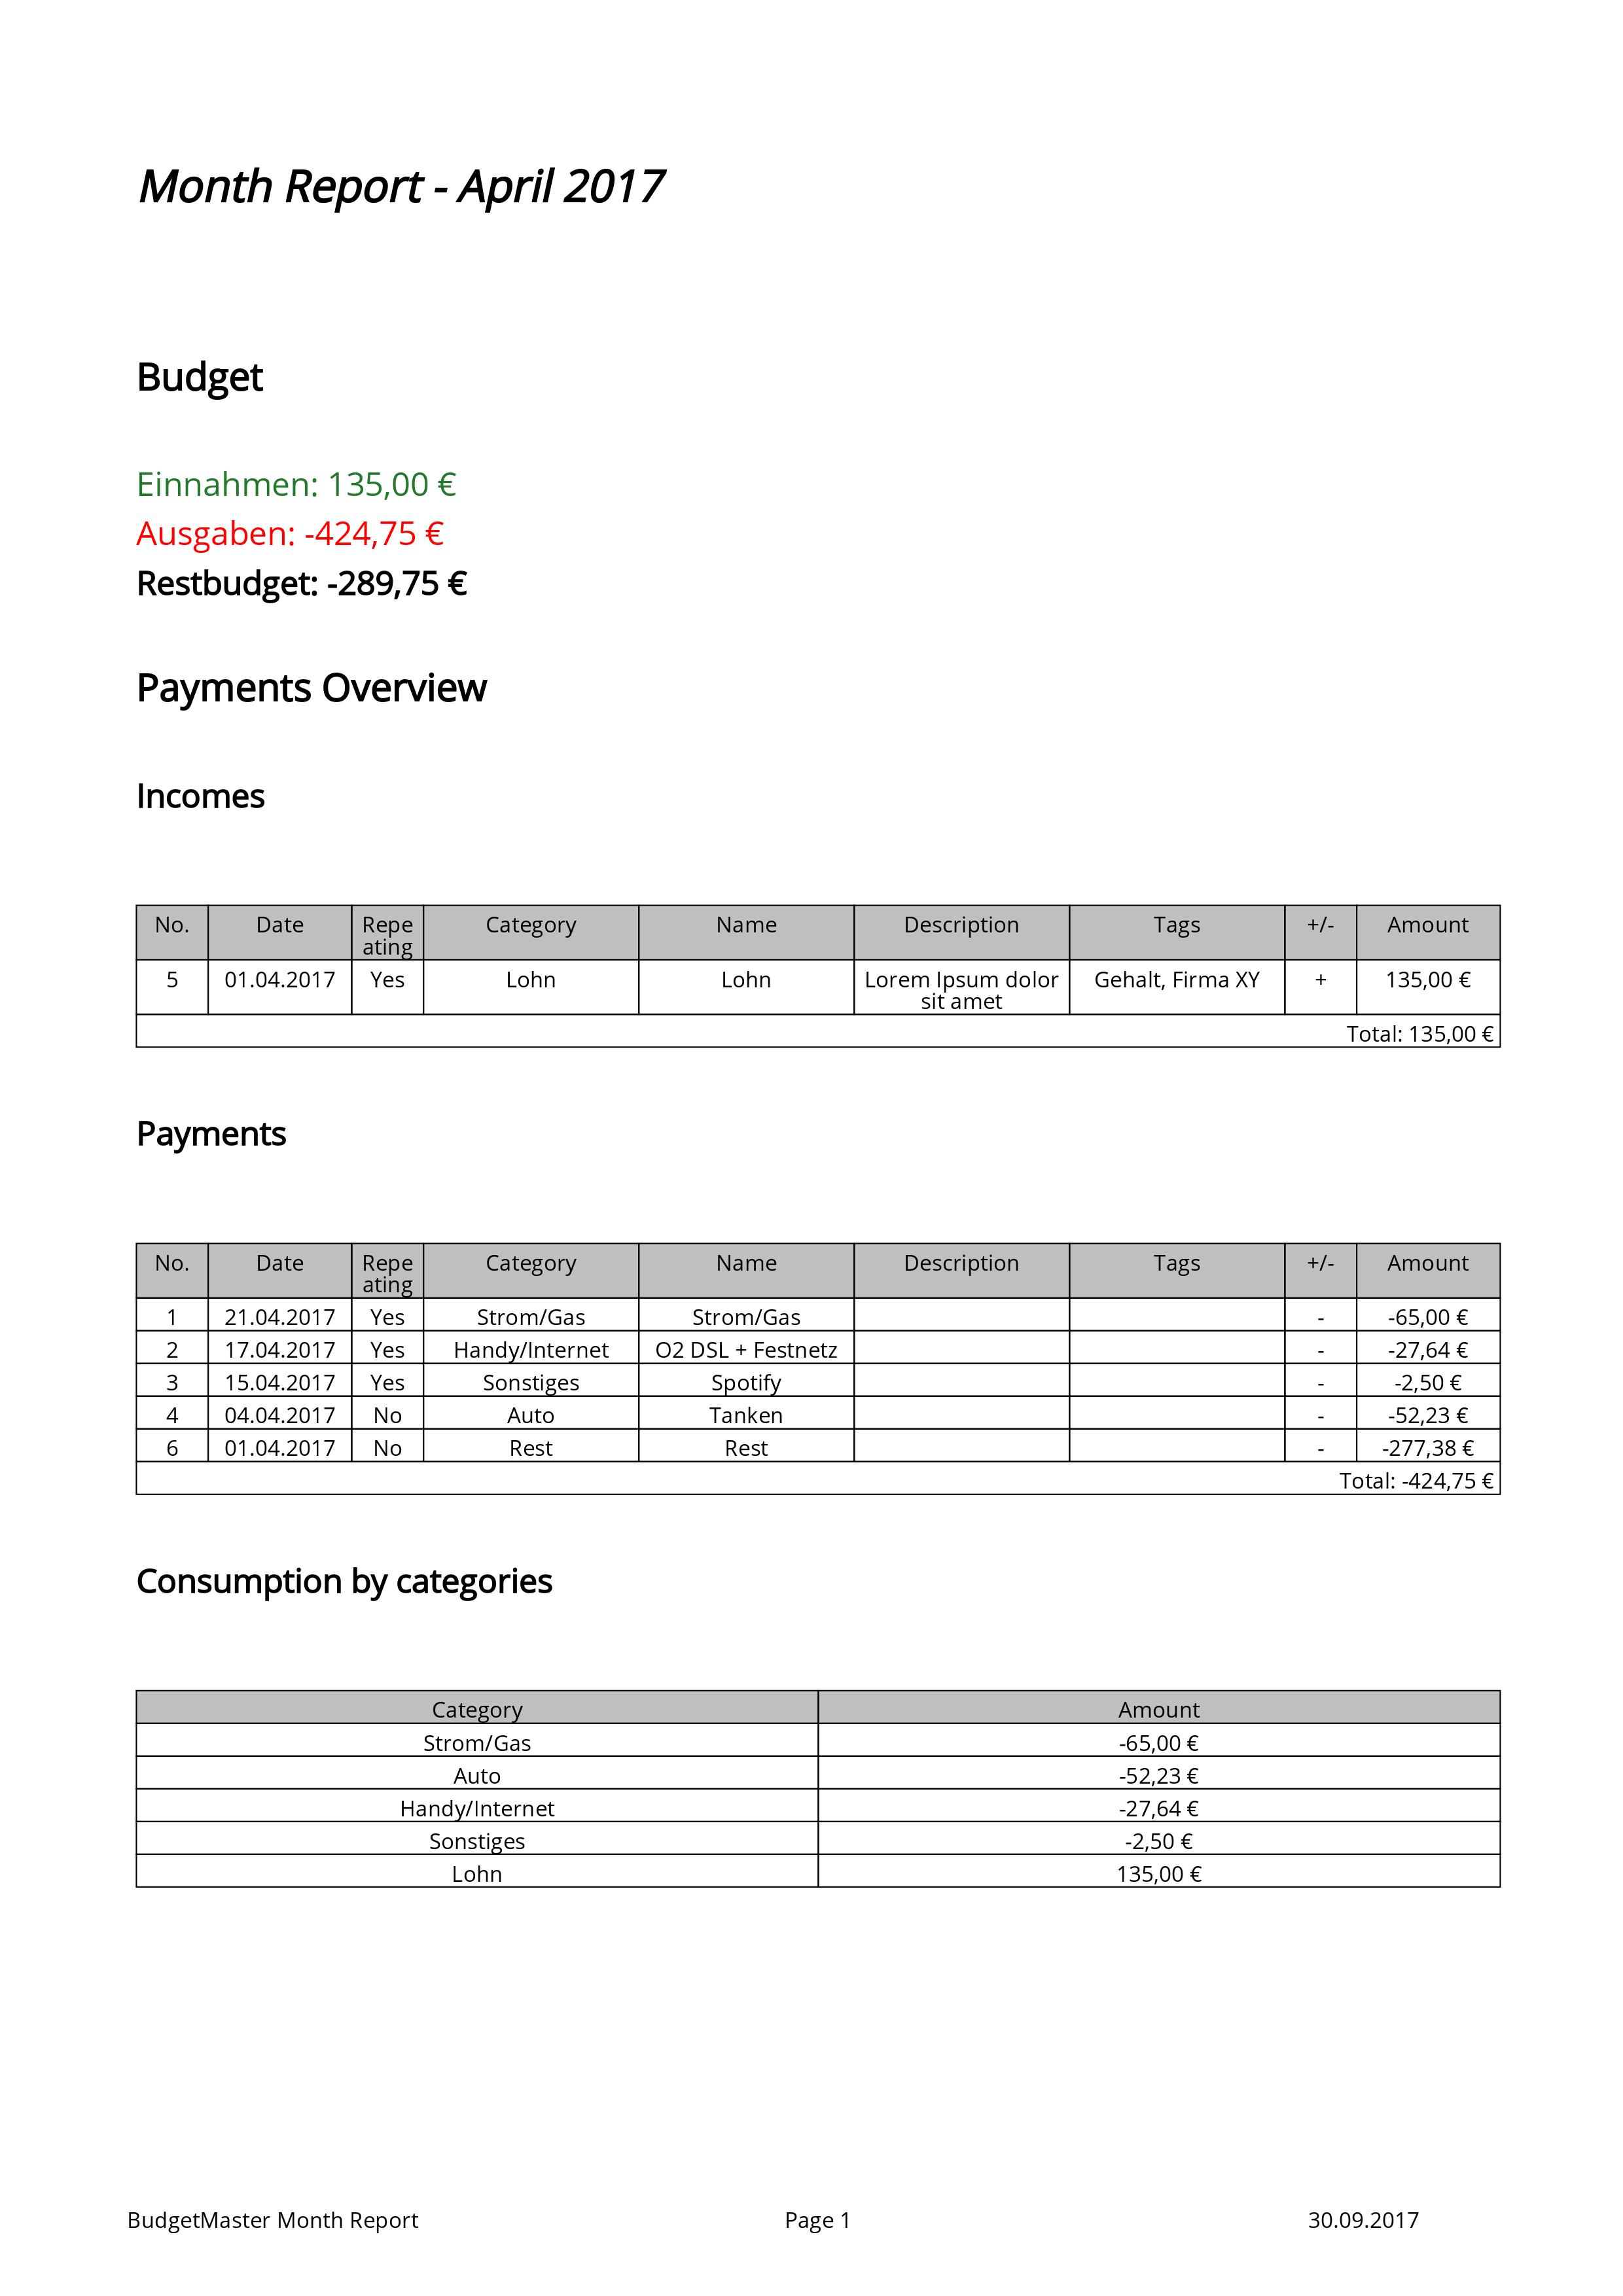 Month Report - April 2017
Budget
Einnahmen: 135,00 €
Ausgaben: -424,75 €
Restbudget: -289,75 €
Payments Overview
Incomes
No. Date Repe ating Category Name Description Tags +/- Amount
5 01.04.2017 Yes Lohn Lohn Lorem Ipsum dolor sit amet Gehalt, Firma XY + 135,00 €
Total: 135,00 €
Payments
No. Date Repe ating Category Name Description Tags +/- Amount
1 21.04.2017 Yes Strom/Gas Strom/Gas - -65,00 €
2 17.04.2017 Yes Handy/Internet O2 DSL + Festnetz - -27,64 €
3 15.04.2017 Yes Sonstiges Spotify - -2,50 €
4 04.04.2017 No Auto Tanken - -52,23 €
6 01.04.2017 No Rest Rest - -277,38 €
Total: -424,75 €
Consumption by categories
Category Amount
Strom/Gas -65,00 €
Auto -52,23 €
Handy/Internet -27,64 €
Sonstiges -2,50 €
Lohn 135,00 €
BudgetMaster Month Report Page 1 30.09.2017